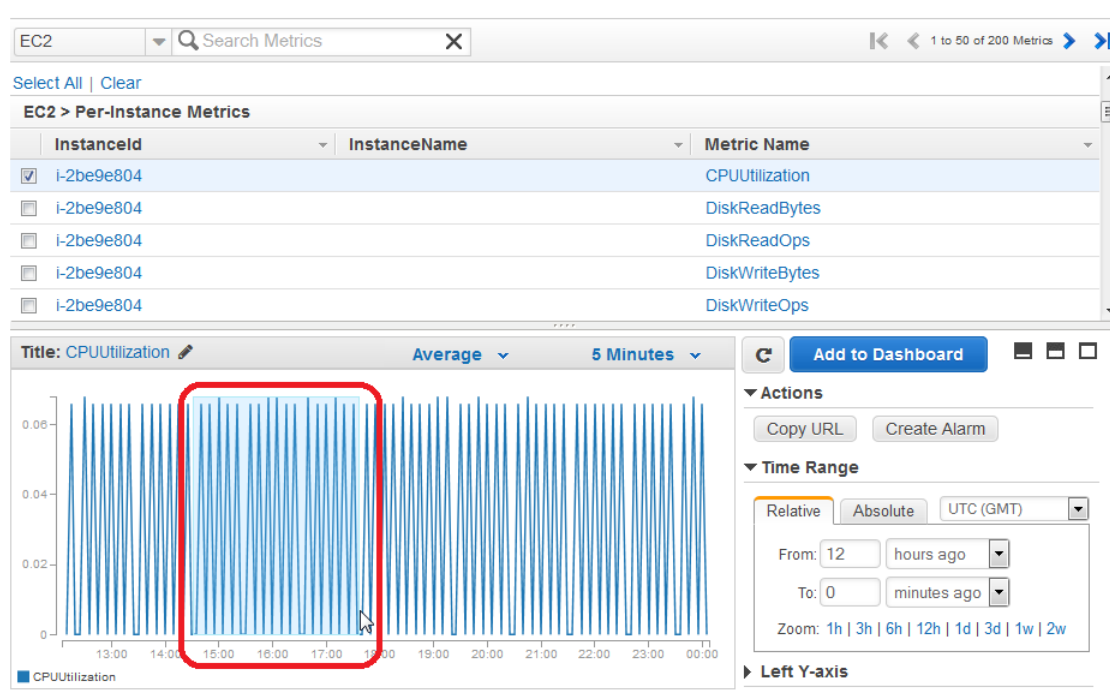 EC2 Search Metrics 1 to 50 of 200 Metrics
Select All | Clear
EC2 > Per-Instance Metrics
InstanceId InstanceName Metric Name
i-2be9e804 CPUUtilization
i-2be9e804 DiskReadBytes
i-2be9e804 DiskReadOps
i-2be9e804 DiskWriteBytes
i-2be9e804 DiskWriteOps
Title: CPUUtilization Average 5 Minutes
0.06
0.04
0.02
0
13:00 14:00 15:00 16:00 17:00 18:00 19:00 20:00 21:00 22:00 23:00 00:00
CPUUtilization
Add to Dashboard
Actions
Copy URL Create Alarm
Time Range
Relative Absolute UTC (GMT)
From: 12 hours ago
To: 0 minutes ago
Zoom: 1h | 3h | 6h | 12h | 1d | 3d | 1w | 2w
Left Y-axis